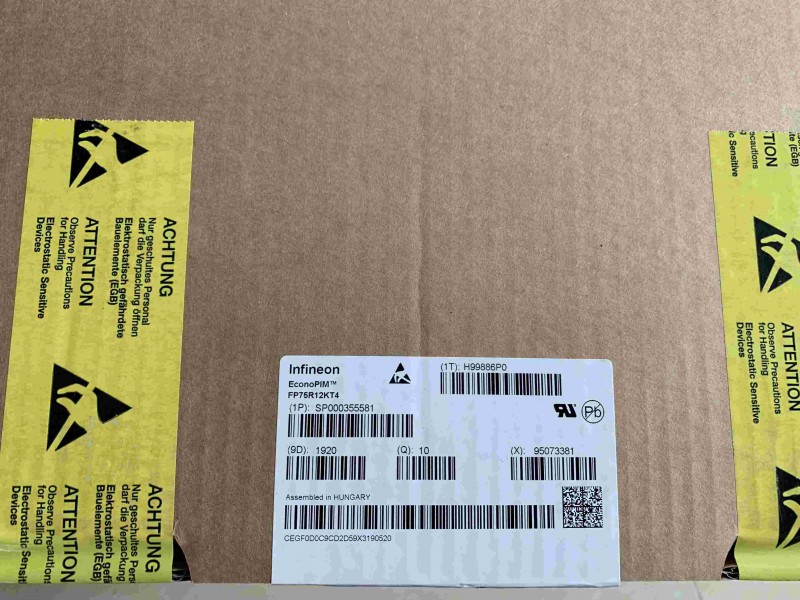 ACHTUNG
Nur geschultes Personal
darf die Verpackung öffnen
Elektrostatisch gefährdete
Bauelemente (EGB)
ATTENTION
Observe Precautions
for Handling
Electrostatic Sensitive
Devices
ACHTUNG
Nur geschultes Personal
darf die Verpackung
Elektrostatisch
Bauelemente (EGB)
ATTENTION
Observe Precautions
for Handling
Electrostatic
Devices
Infineon
EconoPIM™
FP75R12KT4
(1P): SP000355581
(1T): H99886P0
Pb
(9D): 1920
(Q): 10
(X): 95073381
Assembled in HUNGARY
CEGF0D0C9CD2D59X3190520
(EGB)
Sensitive
ATTENTION
Observe Precautions
for Handling
Electrostatic Sensitive
Devices